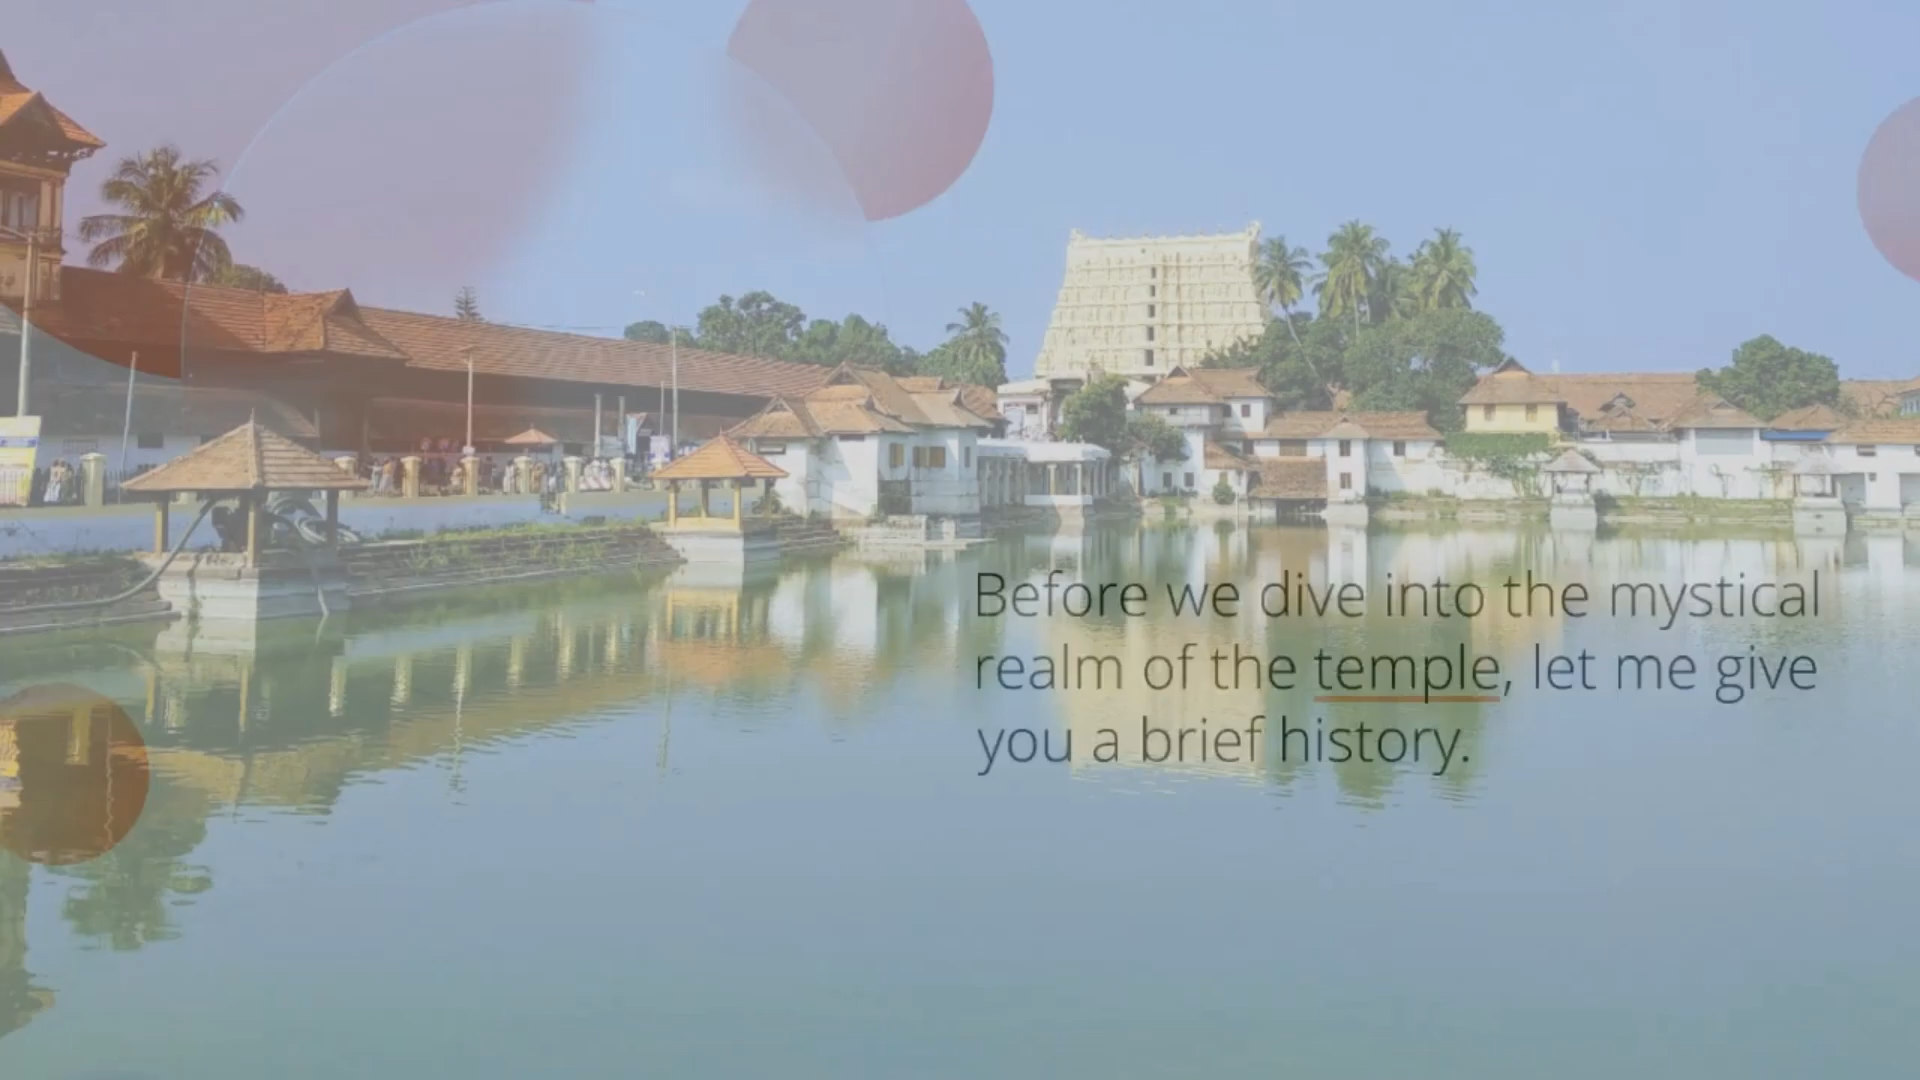 Before we dive into the mystical
realm of the temple, let me give
you a brief history.